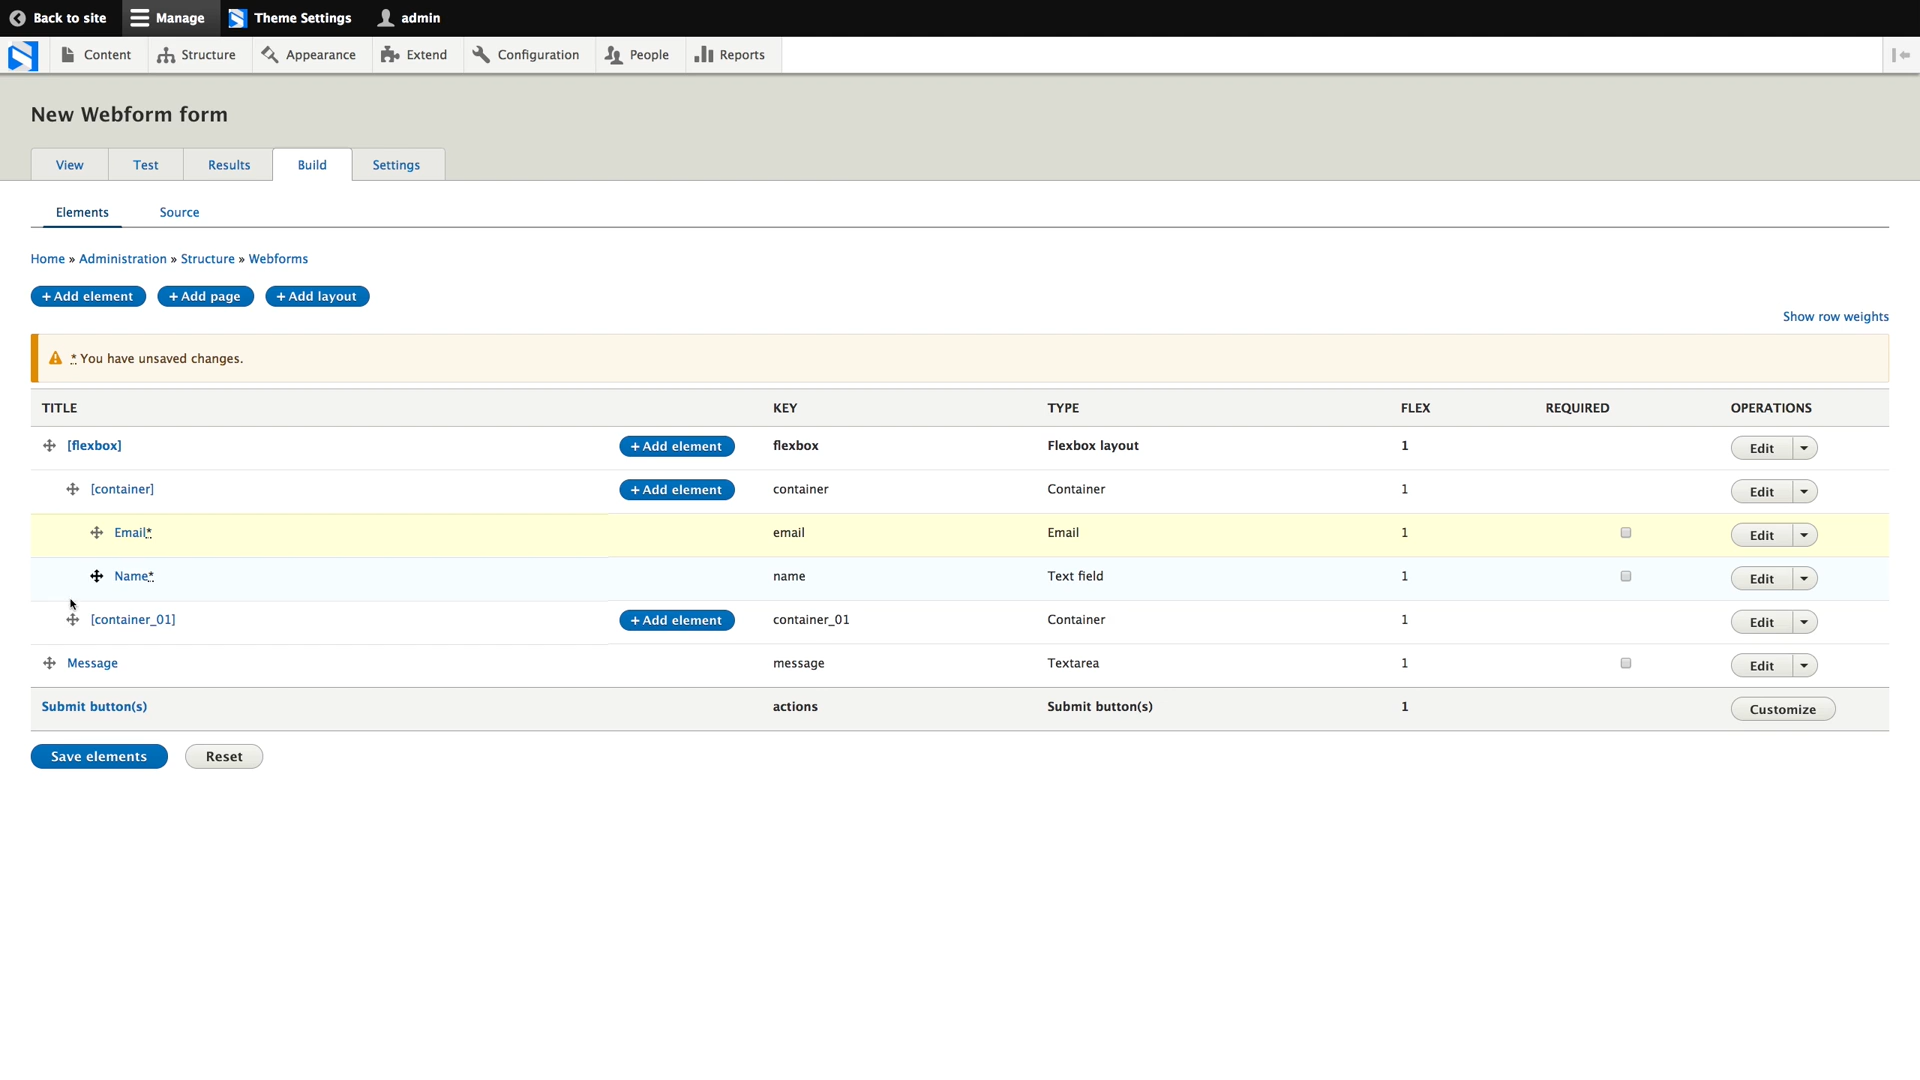 Back to site Manage Theme Settings admin
Content Structure Appearance Extend Configuration People Reports
New Webform form
View Test Results Build Settings
Elements Source
Home » Administration » Structure » Webforms
+ Add element + Add page + Add layout
Show row weights
* You have unsaved changes.
TITLE KEY TYPE FLEX REQUIRED OPERATIONS
[flexbox] + Add element flexbox Flexbox layout 1 Edit
[container] + Add element container Container 1 Edit
Email* email Email 1 Edit
Name* name Text field 1 Edit
[container_01] + Add element container_01 Container 1 Edit
Message message Textarea 1 Edit
Submit button(s) actions Submit button(s) 1 Customize
Save elements Reset